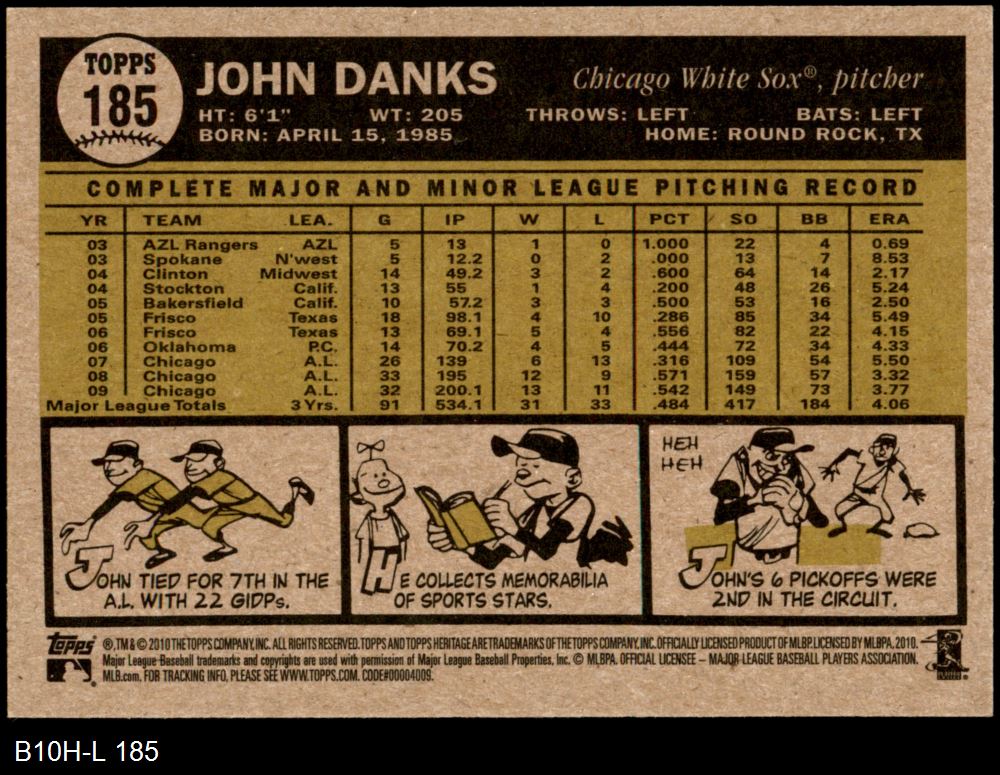 TOPPS
185
JOHN DANKS
Chicago White Sox®, pitcher
HT: 6'1" WT: 205 THROWS: LEFT BATS: LEFT
BORN: APRIL 15, 1985 HOME: ROUND ROCK, TX
COMPLETE MAJOR AND MINOR LEAGUE PITCHING RECORD
YR TEAM LEA. G IP W L PCT SO BB ERA
03 AZL Rangers AZL 5 13 1 0 1.000 22 4 0.69
03 Spokane N'west 5 12.2 0 2 .000 13 7 8.53
04 Clinton Midwest 14 49.2 3 2 .600 64 14 2.17
04 Stockton Calif. 13 55 1 4 .200 48 26 5.24
05 Bakersfield Calif. 10 57.2 3 3 .500 53 16 2.50
05 Frisco Texas 18 98.1 4 10 .286 85 34 5.49
06 Frisco Texas 13 69.1 5 4 .556 82 22 4.15
06 Oklahoma P.C. 14 70.2 4 5 .444 72 34 4.33
07 Chicago A.L. 26 139 6 13 .316 109 54 5.50
08 Chicago A.L. 33 195 12 9 .571 159 57 3.32
09 Chicago A.L. 32 200.1 13 11 .542 149 73 3.77
Major League Totals 3 Yrs. 91 534.1 31 33 .484 417 184 4.06
JOHN TIED FOR 7TH IN THE
A.L. WITH 22 GIDPs.
HE COLLECTS MEMORABILIA
OF SPORTS STARS.
HEH
HEH
JOHN'S 6 PICKOFFS WERE
2ND IN THE CIRCUIT.
topps ®, TM & © 2010 THE TOPPS COMPANY, INC. ALL RIGHTS RESERVED. TOPPS AND TOPPS HERITAGE ARE TRADEMARKS OF THE TOPPS COMPANY, INC. OFFICIALLY LICENSED PRODUCT OF MLBP. LICENSED BY MLBPA, 2010.
Major League Baseball trademarks and copyrights are used with permission of Major League Baseball Properties, Inc. © MLBPA. OFFICIAL LICENSEE – MAJOR LEAGUE BASEBALL PLAYERS ASSOCIATION.
MLB.com. FOR TRACKING INFO, PLEASE SEE WWW.TOPPS.COM. CODE#00004009.
B10H-L 185